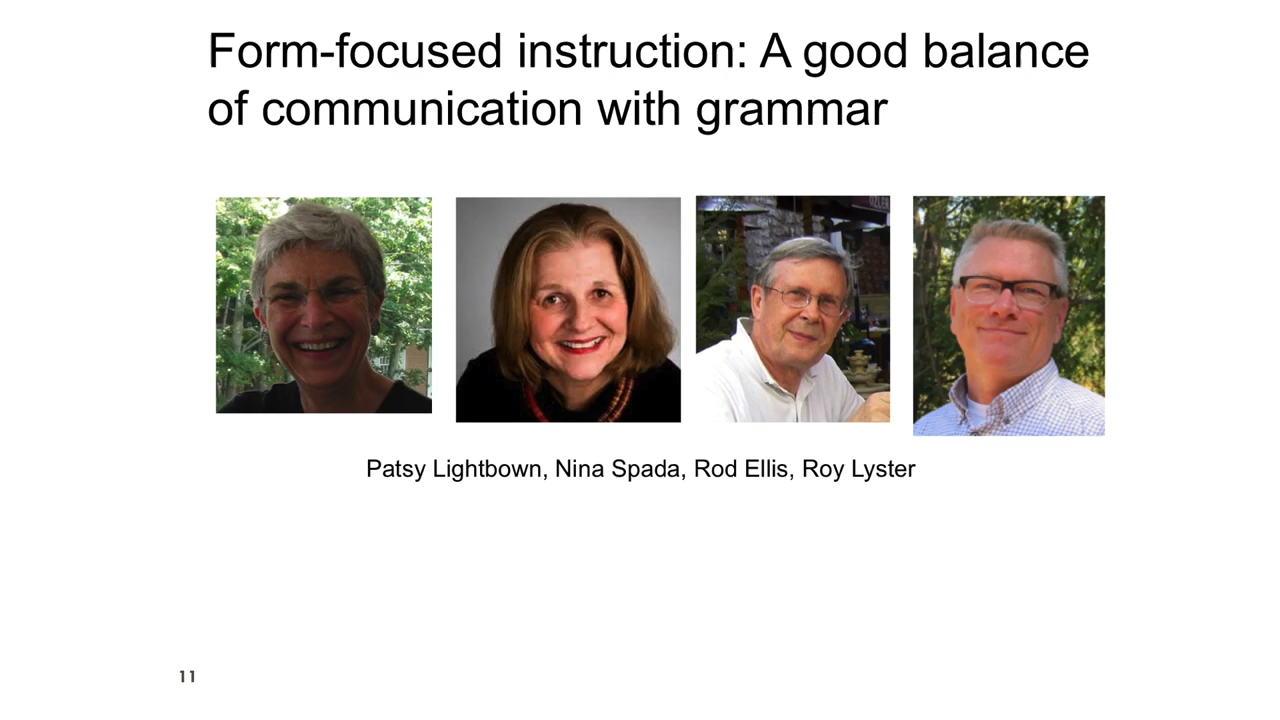 Form-focused instruction: A good balance
of communication with grammar
Patsy Lightbown, Nina Spada, Rod Ellis, Roy Lyster
11